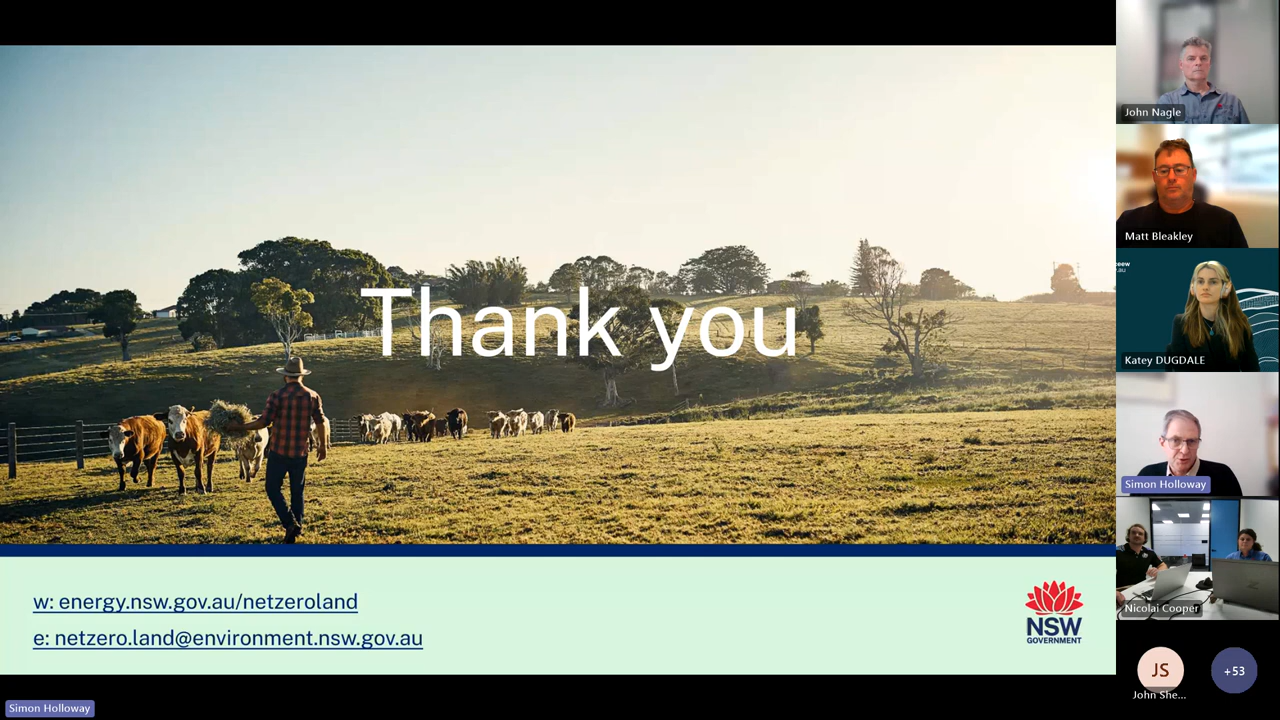 Thank you
w: energy.nsw.gov.au/netzeroland
e: netzero.land@environment.nsw.gov.au
NSW
GOVERNMENT
Simon Holloway
John Nagle
Matt Bleakley
Katey DUGDALE
Simon Holloway
Nicolai Cooper
JS
John She...
+53